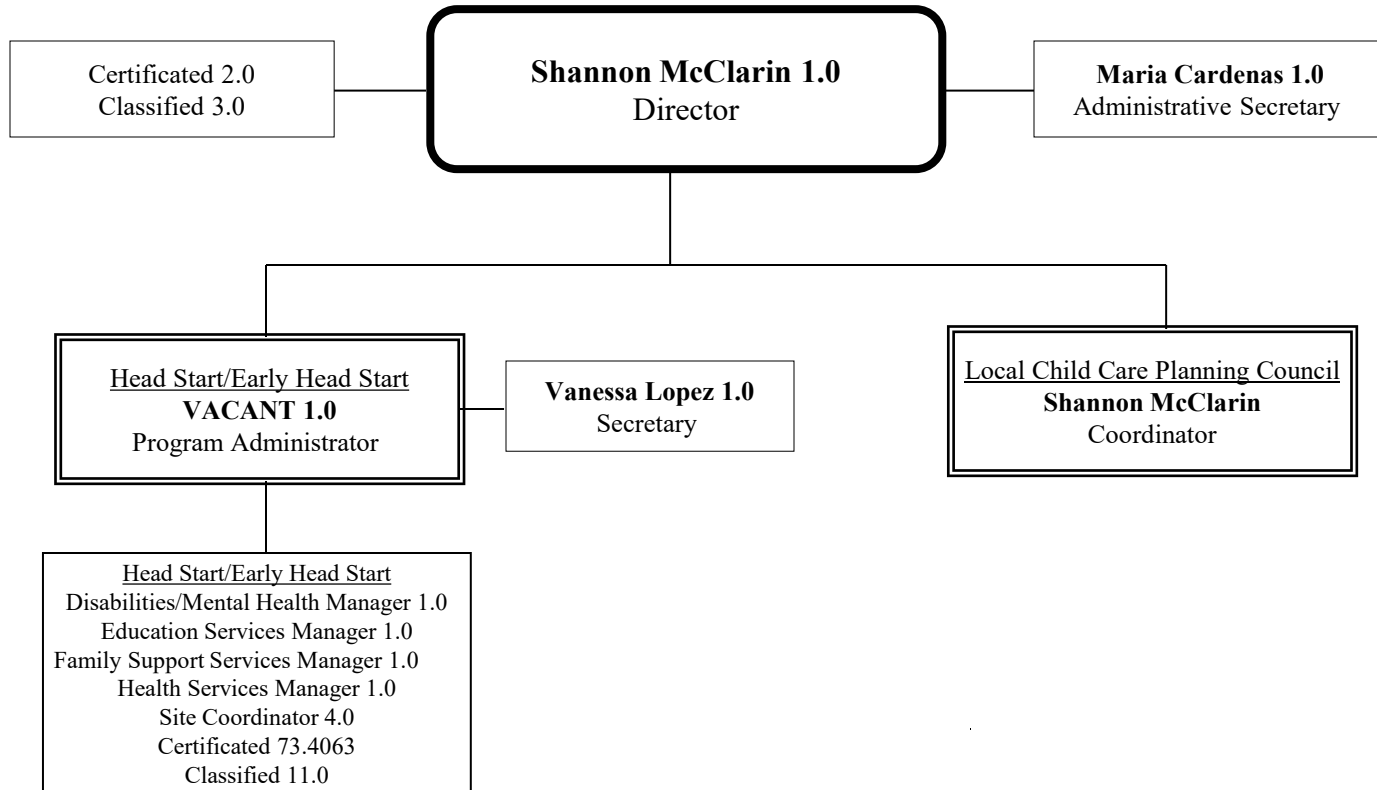 Certificated 2.0
Classified 3.0
Shannon McClarin 1.0
Director
Maria Cardenas 1.0
Administrative Secretary
Head Start/Early Head Start
VACANT 1.0
Program Administrator
Vanessa Lopez 1.0
Secretary
Local Child Care Planning Council
Shannon McClarin
Coordinator
Head Start/Early Head Start
Disabilities/Mental Health Manager 1.0
Education Services Manager 1.0
Family Support Services Manager 1.0
Health Services Manager 1.0
Site Coordinator 4.0
Certificated 73.4063
Classified 11.0